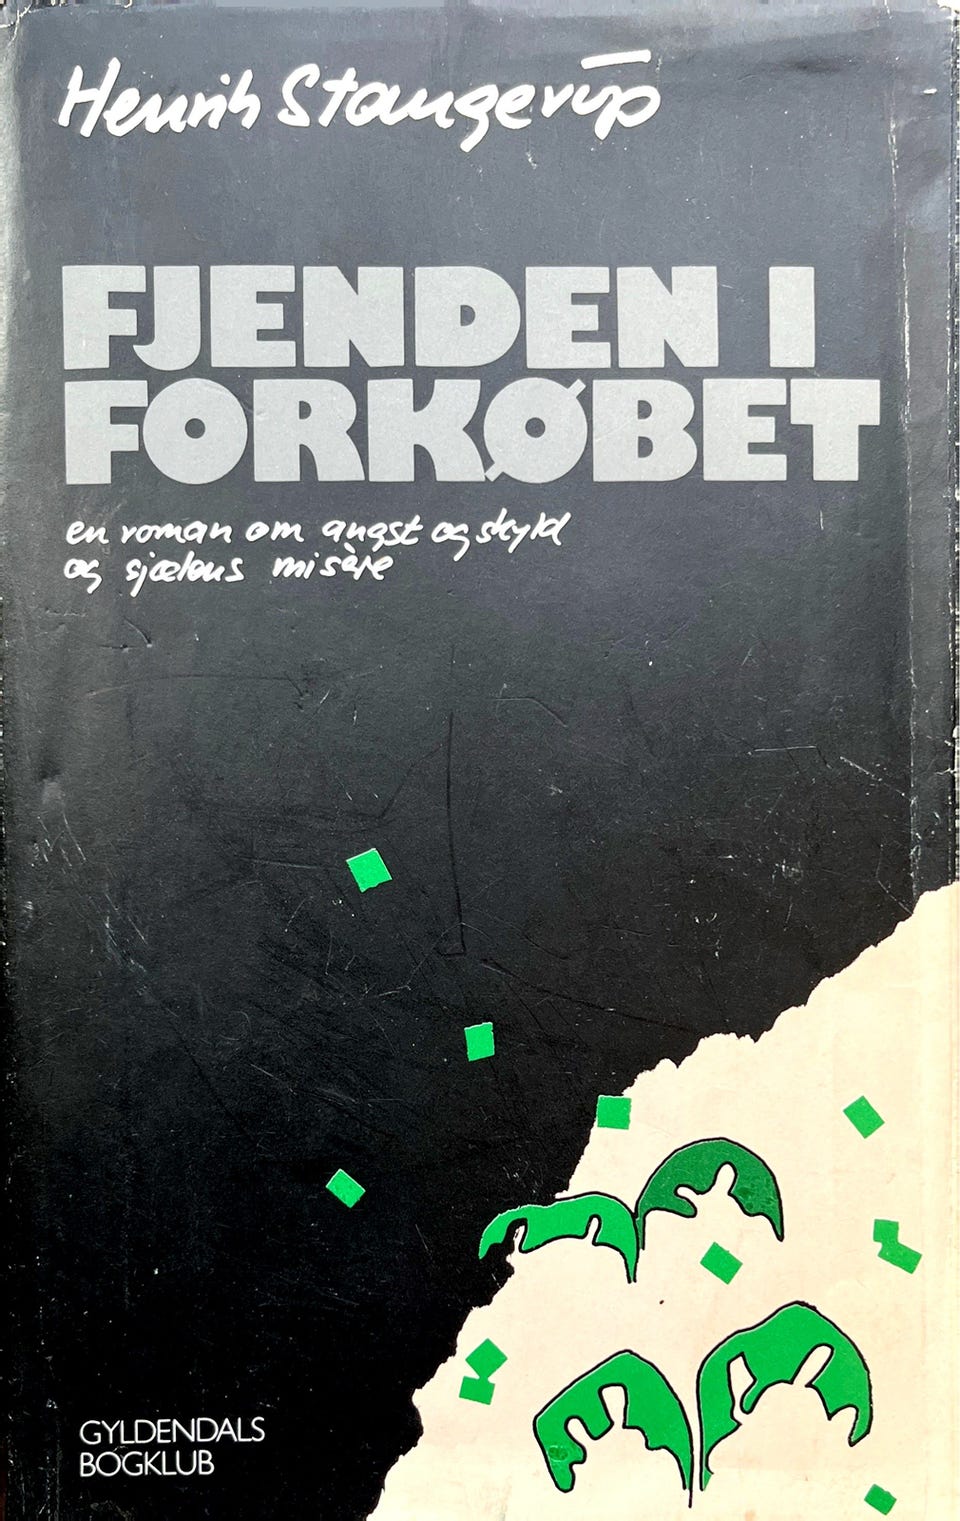 Henrik Stangerup
FJENDEN I
FORKØBET
en roman om angst og skyld
og sjælens misère
GYLDENDALS
BOGKLUB